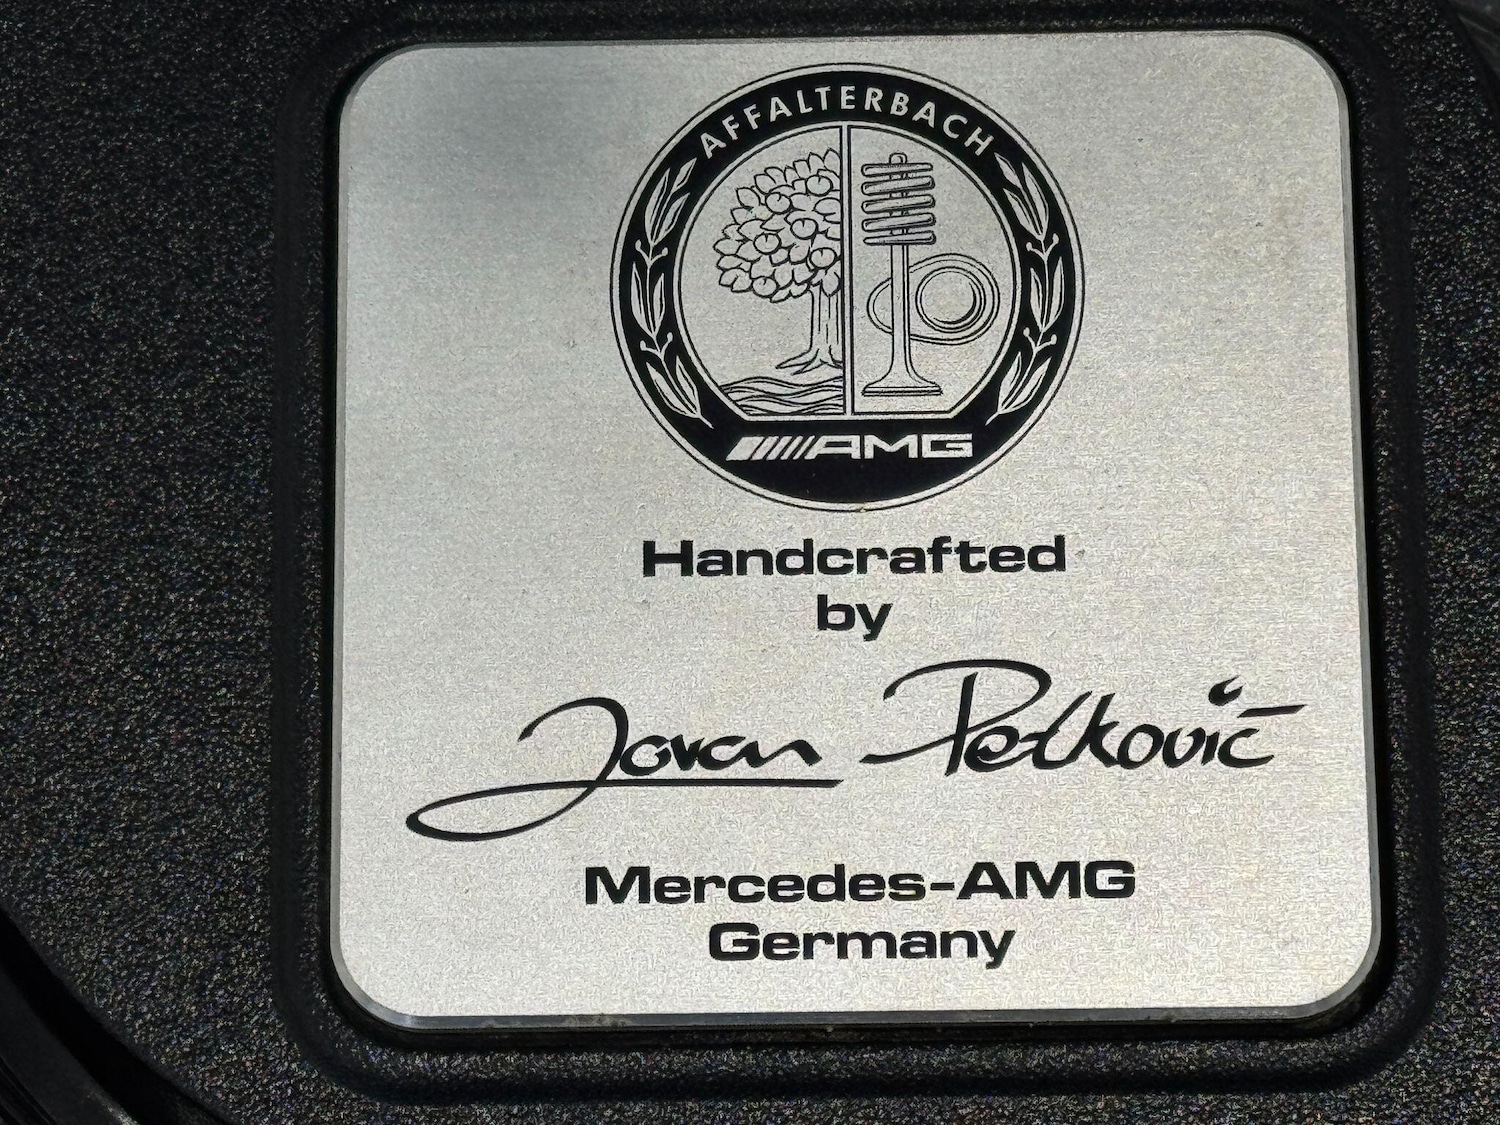 AFFALTERBACH
AMG
Handcrafted
by
Jovan Petković
Mercedes-AMG
Germany